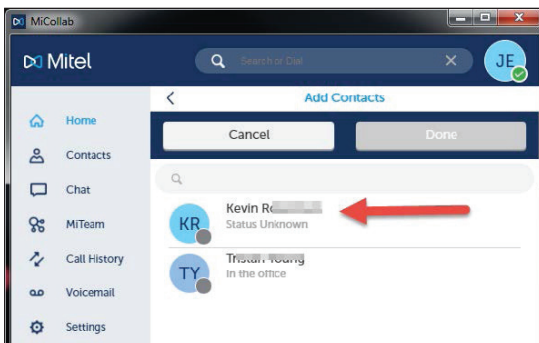 MiCollab
Mitel
Search or Dial
JE
Add Contacts
Home
Cancel
Done
Contacts
Chat
KR
Kevin
Status Unknown
MiTeam
TY
In the office
Call History
Voicemail
Settings